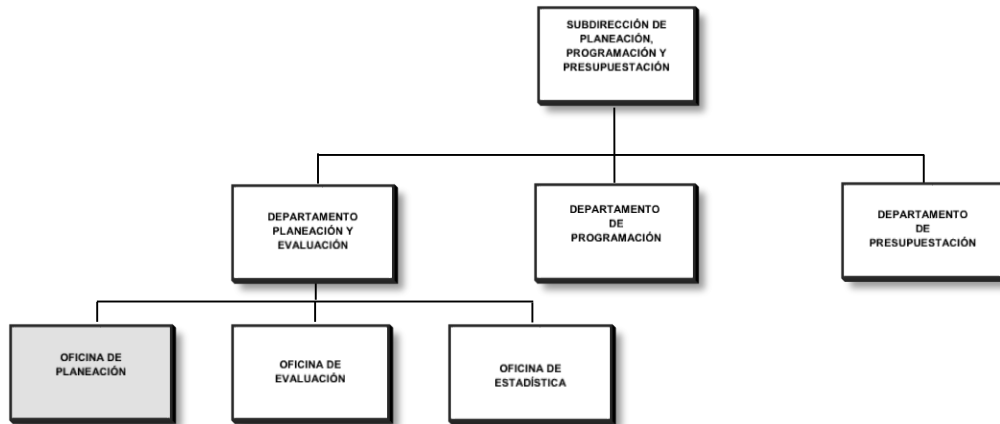 SUBDIRECCIÓN DE
PLANEACIÓN,
PROGRAMACIÓN Y
PRESUPUESTACIÓN
DEPARTAMENTO
PLANEACIÓN Y
EVALUACIÓN
DEPARTAMENTO
DE
PROGRAMACIÓN
DEPARTAMENTO
DE
PRESUPUESTACIÓN
OFICINA DE
PLANEACIÓN
OFICINA DE
EVALUACIÓN
OFICINA DE
ESTADÍSTICA